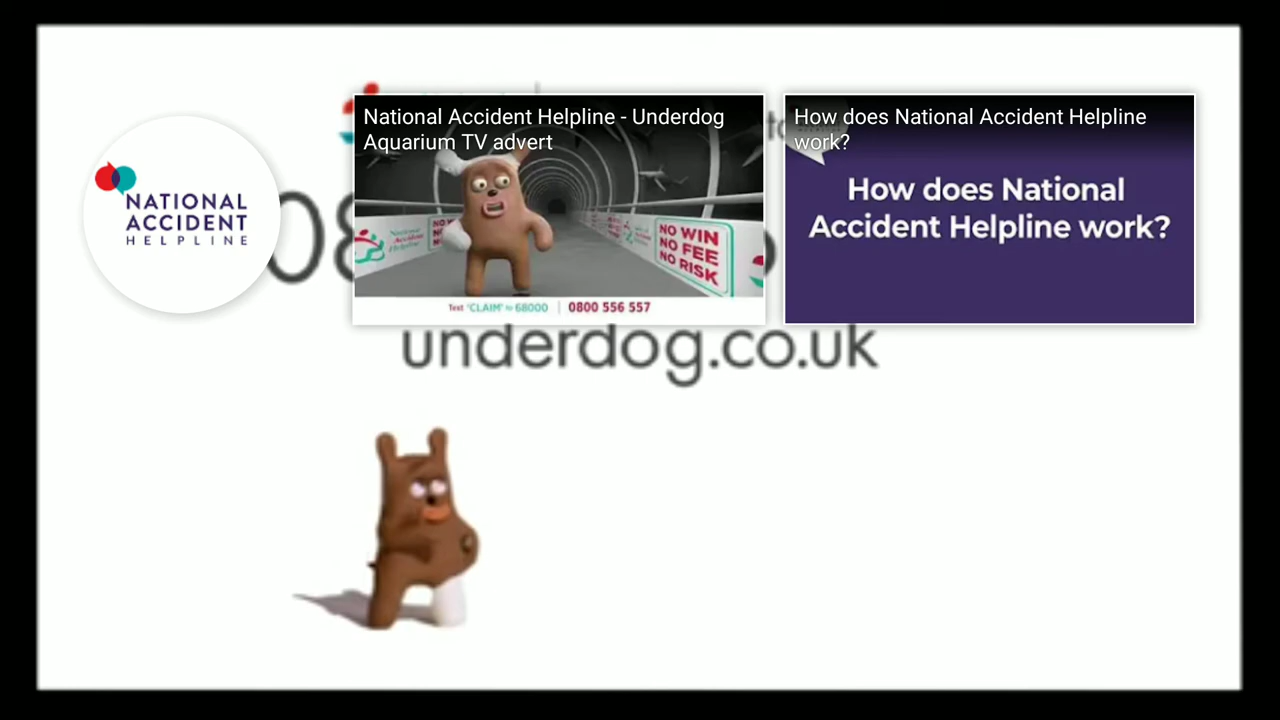 NATIONAL
ACCIDENT
HELPLINE
08
National Accident Helpline - Underdog
Aquarium TV advert
NO WIN
NO FEE
NO RISK
Text 'CLAIM' to 68000 | 0800 556 557
How does National Accident Helpline
work?
How does National
Accident Helpline work?
underdog.co.uk